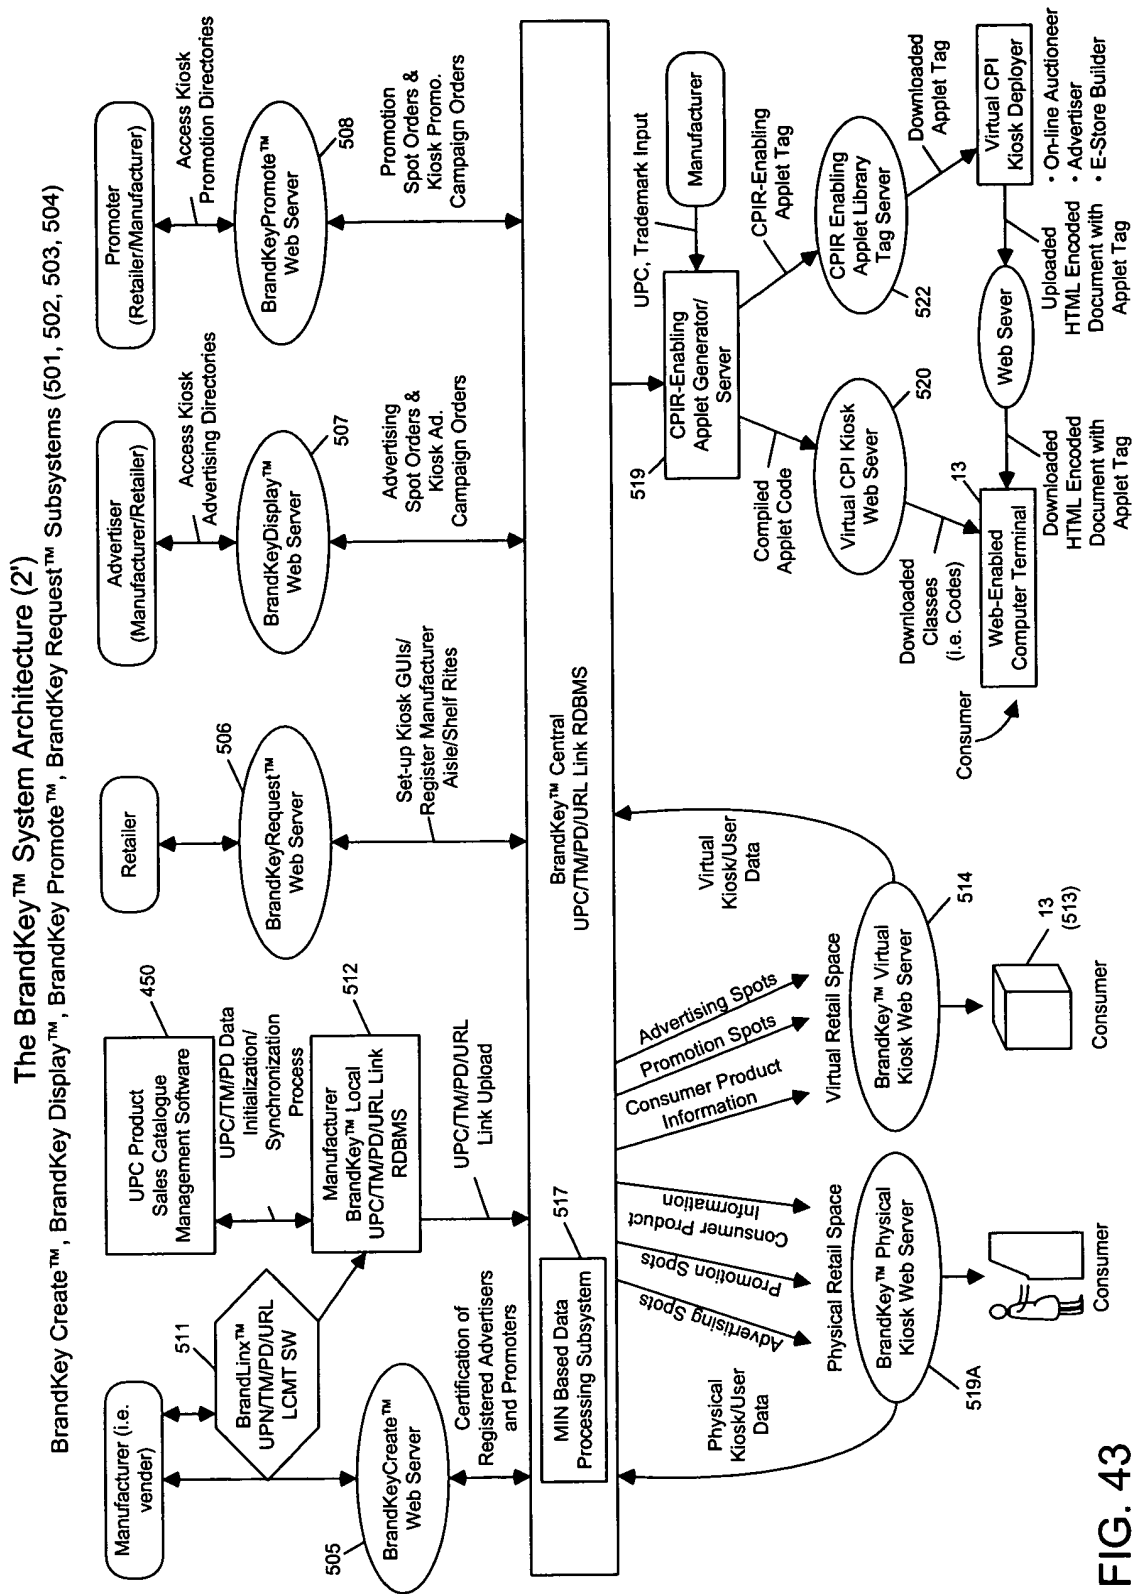 The BrandKey™ System Architecture (2')
BrandKey Create™, BrandKey Display™, BrandKey Promote™, BrandKey Request™ Subsystems (501, 502, 503, 504)
Manufacturer (i.e.
vender)
511
BrandLinx™
UPN/TM/PD/URL
LCMT SW
505
BrandKeyCreate™
Web Server
Certification of
Registered Advertisers
and Promoters
UPC Product
Sales Catalogue
Management Software
450
UPC/TM/PD Data
Initialization/
Synchronization
Process
Manufacturer
BrandKey™ Local
UPC/TM/PD/URL Link
RDBMS
512
UPC/TM/PD/URL
Link Upload
Retailer
506
BrandKeyRequest™
Web Server
Set-up Kiosk GUIs/
Register Manufacturer
Aisle/Shelf Rites
Advertiser
(Manufacturer/Retailer)
Access Kiosk
Advertising Directories
BrandKeyDisplay™
Web Server
507
Advertising
Spot Orders &
Kiosk Ad.
Campaign Orders
Promoter
(Retailer/Manufacturer)
Access Kiosk
Promotion Directories
BrandKeyPromote™
Web Server
508
Promotion
Spot Orders &
Kiosk Promo.
Campaign Orders
MIN Based Data
Processing Subsystem
517
BrandKey™ Central
UPC/TM/PD/URL Link RDBMS
Physical
Kiosk/User
Data
Advertising Spots
Promotion Spots
Consumer Product
Information
Physical Retail Space
BrandKey™ Physical
Kiosk Web Server
519A
Consumer
Consumer Product
Information
Promotion Spots
Advertising Spots
Virtual Retail Space
BrandKey™ Virtual
Kiosk Web Server
514
Virtual
Kiosk/User
Data
13
(513)
Consumer
UPC, Trademark Input
Manufacturer
519
CPIR-Enabling
Applet Generator/
Server
Compiled
Applet Code
CPIR-Enabling
Applet Tag
Virtual CPI Kiosk
Web Sever
520
CPIR Enabling
Applet Library
Tag Server
522
Downloaded
Classes
(i.e. Codes)
Downloaded
Applet Tag
Consumer
Web-Enabled
Computer Terminal
13
Downloaded
HTML Encoded
Document with
Applet Tag
Web Sever
Uploaded
HTML Encoded
Document with
Applet Tag
Virtual CPI
Kiosk Deployer
• On-line Auctioneer
• Advertiser
• E-Store Builder
FIG. 43